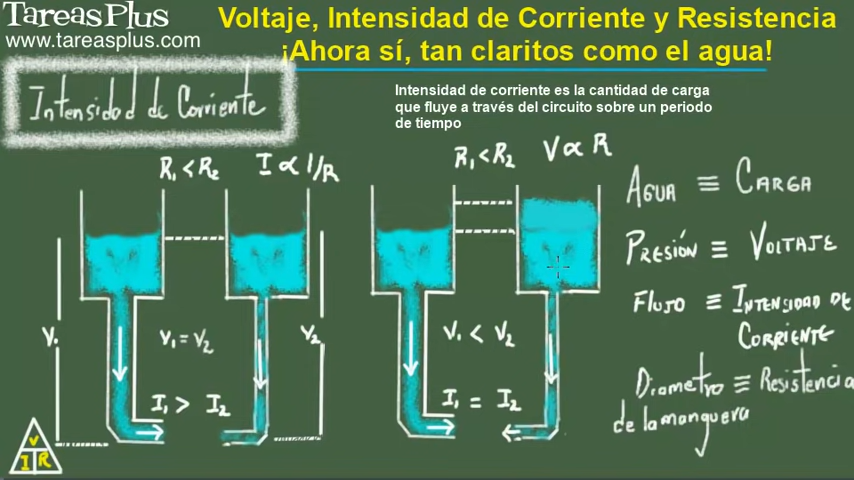 TareasPlus
www.tareasplus.com
Voltaje, Intensidad de Corriente y Resistencia
¡Ahora sí, tan claritos como el agua!
Intensidad de Corriente
Intensidad de corriente es la cantidad de carga
que fluye a través del circuito sobre un periodo
de tiempo
R₁ < R₂
I ∝ 1/R
V₁
V₁ = V₂
V₂
I₁ > I₂
R₁ < R₂
V ∝ R
V₁ < V₂
I₁ = I₂
AGUA ≡ CARGA
PRESIÓN ≡ VOLTAJE
FLUJO ≡ INTENSIDAD DE
CORRIENTE
Diametro ≡ Resistencia
de la manguera
V
I R